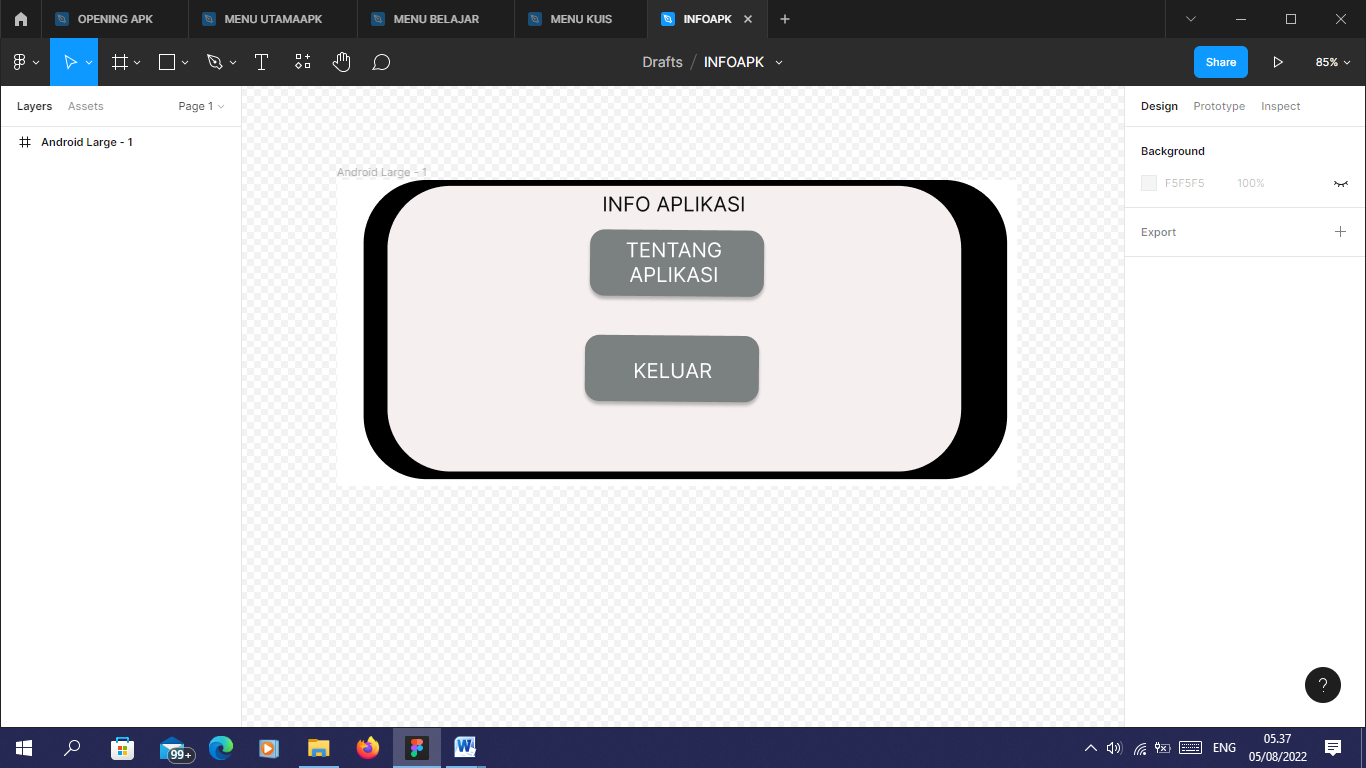 OPENING APK
MENU UTAMAAPK
MENU BELAJAR
MENU KUIS
INFOAPK
Drafts / INFOAPK
Share
85%
Layers
Assets
Page 1
Design
Prototype
Inspect
Android Large - 1
Background
F5F5F5
100%
Export
Android Large - 1
INFO APLIKASI
TENTANG
APLIKASI
KELUAR
?
99+
W
ENG
05.37
05/08/2022